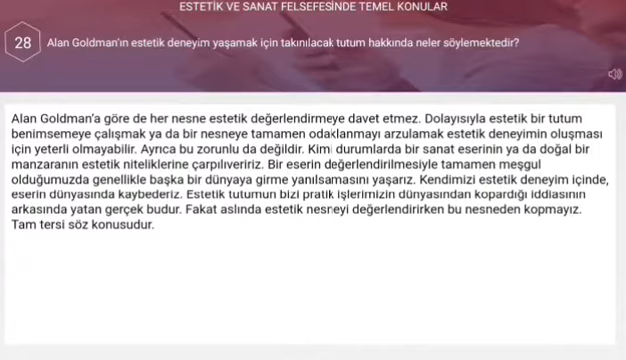 ESTETİK VE SANAT FELSEFESİNDE TEMEL KONULAR
28
Alan Goldman'ın estetik deneyim yaşamak için takınılacak tutum hakkında neler söylemektedir?
Alan Goldman'a göre de her nesne estetik değerlendirmeye davet etmez. Dolayısıyla estetik bir tutum
benimsemeye çalışmak ya da bir nesneye tamamen odaklanmayı arzulamak estetik deneyimin oluşması
için yeterli olmayabilir. Ayrıca bu zorunlu da değildir. Kimi durumlarda bir sanat eserinin ya da doğal bir
manzaranın estetik niteliklerine çarpılıveririz. Bir eserin değerlendirilmesiyle tamamen meşgul
olduğumuzda genellikle başka bir dünyaya girme yanılsamasını yaşarız. Kendimizi estetik deneyim içinde,
eserin dünyasında kaybederiz. Estetik tutumun bizi pratik işlerimizin dünyasından kopardığı iddiasının
arkasında yatan gerçek budur. Fakat aslında estetik nesneyi değerlendirirken bu nesneden kopmayız.
Tam tersi söz konusudur.